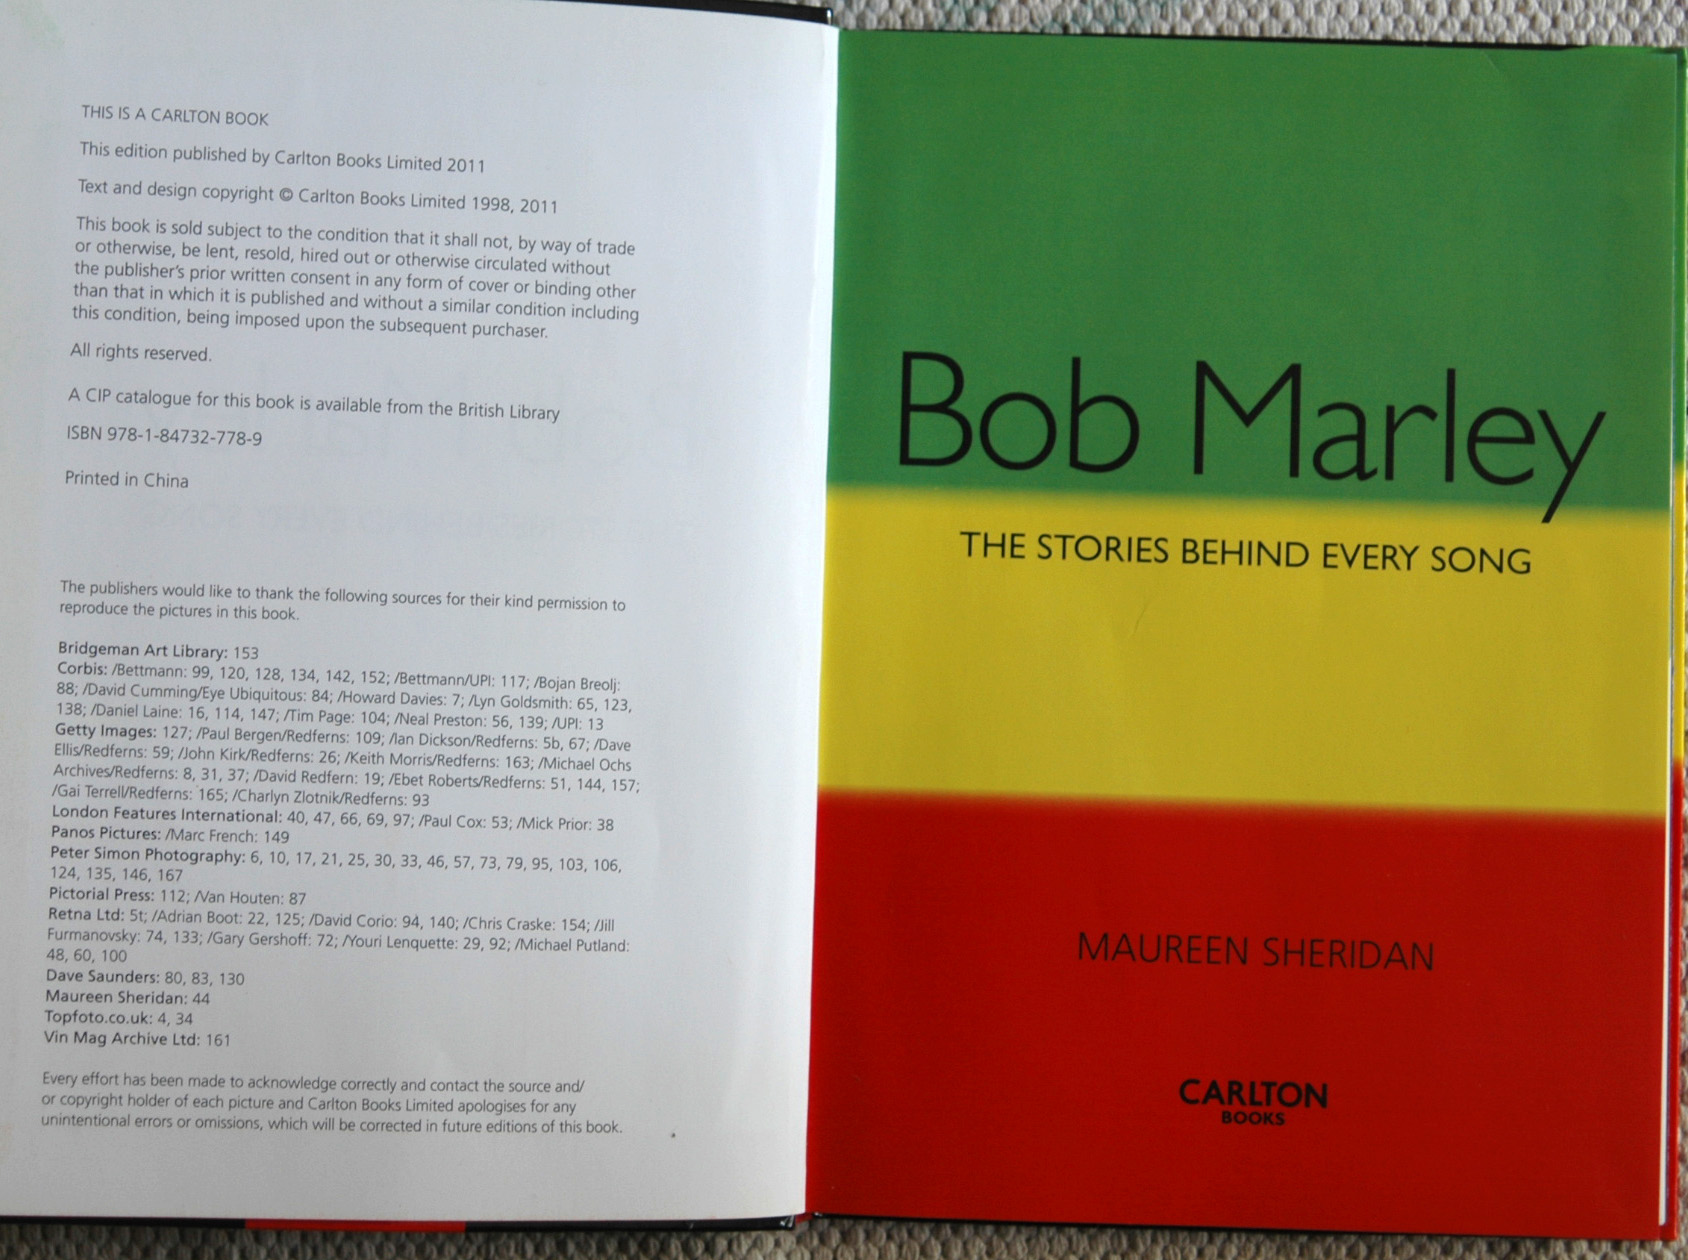 THIS IS A CARLTON BOOK
This edition published by Carlton Books Limited 2011
Text and design copyright © Carlton Books Limited 1998, 2011
This book is sold subject to the condition that it shall not, by way of trade
or otherwise, be lent, resold, hired out or otherwise circulated without
the publisher's prior written consent in any form of cover or binding other
than that in which it is published and without a similar condition including
this condition, being imposed upon the subsequent purchaser.
All rights reserved.
A CIP catalogue for this book is available from the British Library
ISBN 978-1-84732-778-9
Printed in China
The publishers would like to thank the following sources for their kind permission to
reproduce the pictures in this book.
Bridgeman Art Library: 153
Corbis: /Bettmann: 99, 120, 128, 134, 142, 152; /Bettmann/UPI: 117; /Bojan Breolj:
88; /David Cumming/Eye Ubiquitous: 84; /Howard Davies: 7; /Lyn Goldsmith: 65, 123,
138; /Daniel Laine: 16, 114, 147; /Tim Page: 104; /Neal Preston: 56, 139; /UPI: 13
Getty Images: 127; /Paul Bergen/Redferns: 109; /Ian Dickson/Redferns: 5b, 67; /Dave
Ellis/Redferns: 59; /John Kirk/Redferns: 26; /Keith Morris/Redferns: 163; /Michael Ochs
Archives/Redferns: 8, 31, 37; /David Redfern: 19; /Ebet Roberts/Redferns: 51, 144, 157;
/Gai Terrell/Redferns: 165; /Charlyn Zlotnik/Redferns: 93
London Features International: 40, 47, 66, 69, 97; /Paul Cox: 53; /Mick Prior: 38
Panos Pictures: /Marc French: 149
Peter Simon Photography: 6, 10, 17, 21, 25, 30, 33, 46, 57, 73, 79, 95, 103, 106,
124, 135, 146, 167
Pictorial Press: 112; /Van Houten: 87
Retna Ltd: 5t; /Adrian Boot: 22, 125; /David Corio: 94, 140; /Chris Craske: 154; /Jill
Furmanovsky: 74, 133; /Gary Gershoff: 72; /Youri Lenquette: 29, 92; /Michael Putland:
48, 60, 100
Dave Saunders: 80, 83, 130
Maureen Sheridan: 44
Topfoto.co.uk: 4, 34
Vin Mag Archive Ltd: 161
Every effort has been made to acknowledge correctly and contact the source and/
or copyright holder of each picture and Carlton Books Limited apologises for any
unintentional errors or omissions, which will be corrected in future editions of this book.
Bob Marley
THE STORIES BEHIND EVERY SONG
MAUREEN SHERIDAN
CARLTON
BOOKS